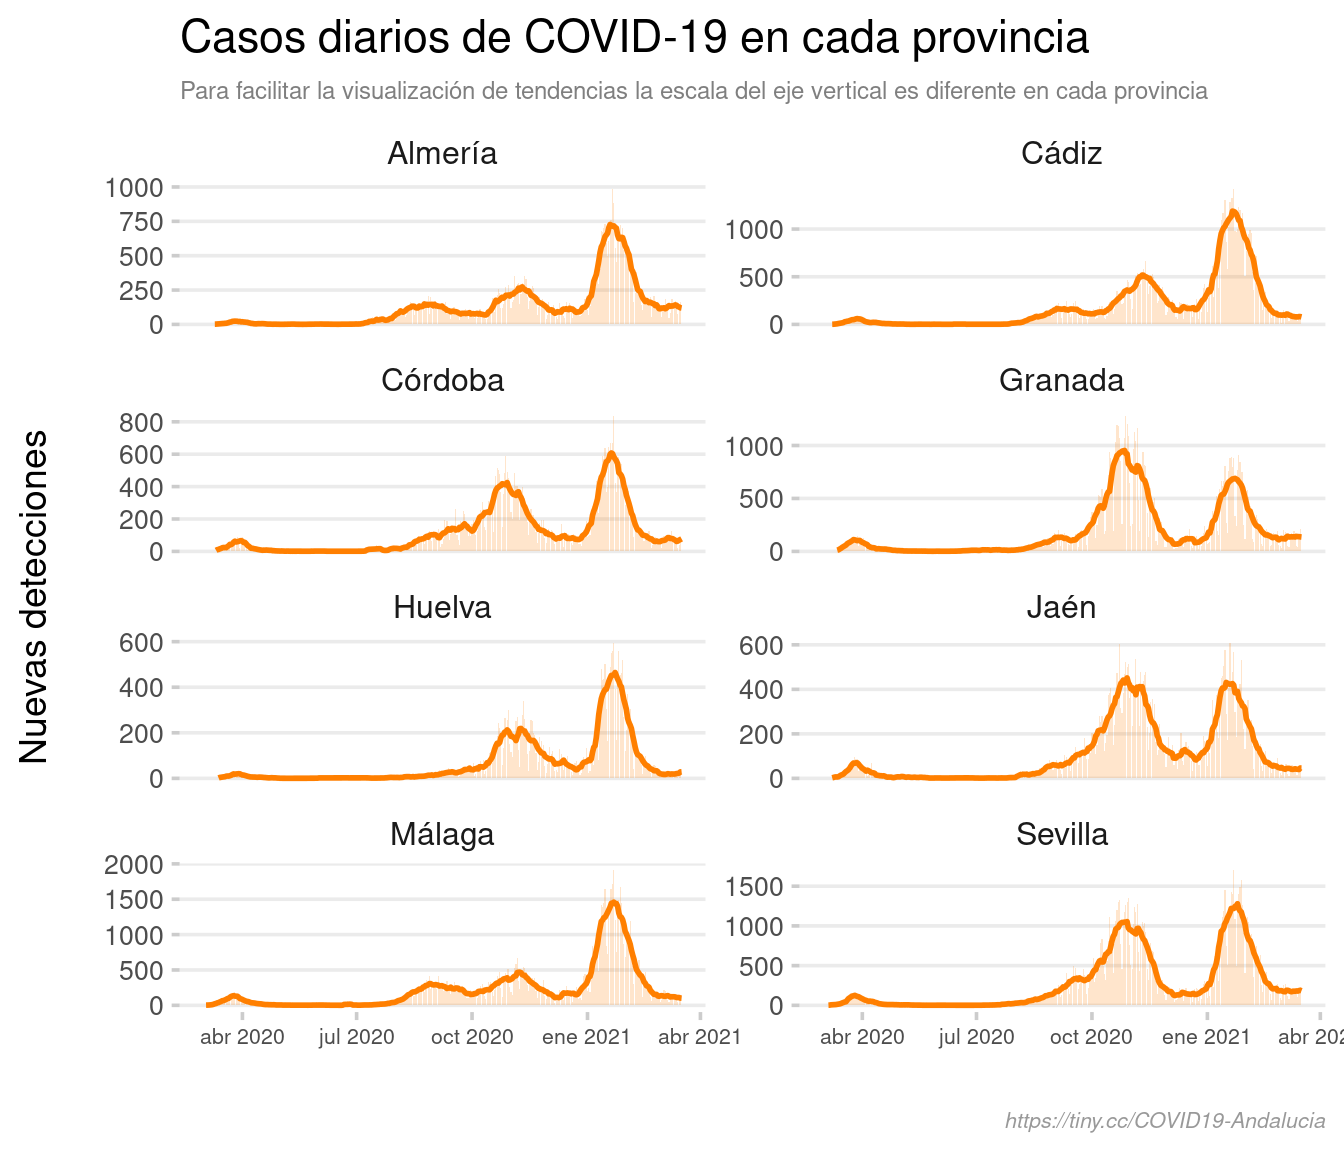 Casos diarios de COVID-19 en cada provincia
Para facilitar la visualización de tendencias la escala del eje vertical es diferente en cada provincia
Nuevas detecciones
Almería
1000
750
500
250
0
Cádiz
1000
500
0
Córdoba
800
600
400
200
0
Granada
1000
500
0
Huelva
600
400
200
0
Jaén
600
400
200
0
Málaga
2000
1500
1000
500
0
Sevilla
1500
1000
500
0
abr 2020 jul 2020 oct 2020 ene 2021 abr 2021
abr 2020 jul 2020 oct 2020 ene 2021 abr 202
https://tiny.cc/COVID19-Andalucia